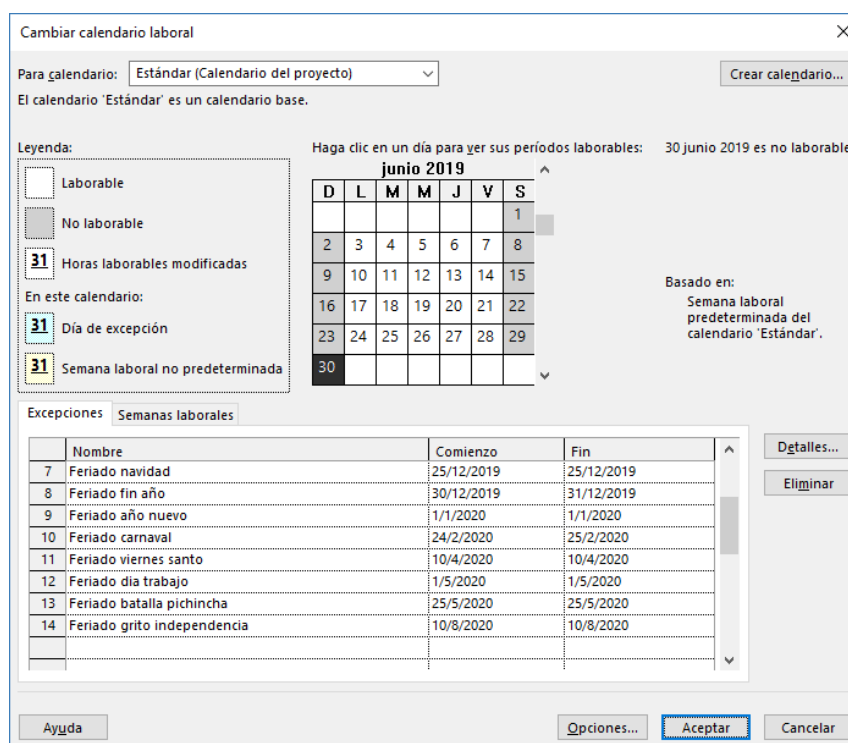 Cambiar calendario laboral
Para calendario: Estándar (Calendario del proyecto) Crear calendario...
El calendario 'Estándar' es un calendario base.
Leyenda: Haga clic en un día para ver sus períodos laborables: 30 junio 2019 es no laborable
junio 2019
D L M M J V S
1
2 3 4 5 6 7 8
9 10 11 12 13 14 15
16 17 18 19 20 21 22
23 24 25 26 27 28 29
30
Laborable
No laborable
31 Horas laborables modificadas
En este calendario:
31 Día de excepción
31 Semana laboral no predeterminada
Basado en:
Semana laboral
predeterminada del
calendario 'Estándar'.
Excepciones Semanas laborales
Nombre Comienzo Fin
7 Feriado navidad 25/12/2019 25/12/2019
8 Feriado fin año 30/12/2019 31/12/2019
9 Feriado año nuevo 1/1/2020 1/1/2020
10 Feriado carnaval 24/2/2020 25/2/2020
11 Feriado viernes santo 10/4/2020 10/4/2020
12 Feriado dia trabajo 1/5/2020 1/5/2020
13 Feriado batalla pichincha 25/5/2020 25/5/2020
14 Feriado grito independencia 10/8/2020 10/8/2020
Detalles...
Eliminar
Ayuda Opciones... Aceptar Cancelar